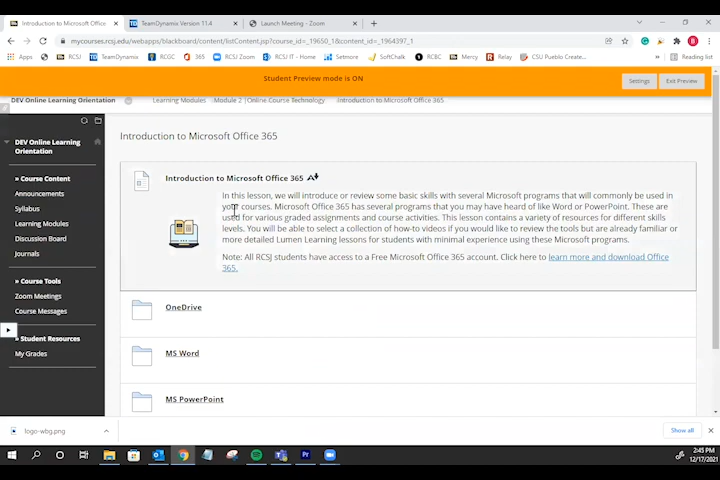 Introduction to Microsoft Office
TeamDynamix Version 11.4
Launch Meeting - Zoom
mycourses.rcsj.edu/webapps/blackboard/content/listContent.jsp?course_id=_19650_1&content_id=_1964397_1
Apps
RCSJ
TeamDynamix
RCGC
365
RCSJ Zoom
RCSJ IT - Home
Setmore
SoftChalk
RCBC
Mercy
Relay
CSU Pueblo Create...
Reading list
Student Preview mode is ON
Settings
Exit Preview
DEV Online Learning Orientation
Learning Modules
Module 2 | Online Course Technology
Introduction to Microsoft Office 365
DEV Online Learning
Orientation
» Course Content
Announcements
Syllabus
Learning Modules
Discussion Board
Journals
» Course Tools
Zoom Meetings
Course Messages
» Student Resources
My Grades
Introduction to Microsoft Office 365
Introduction to Microsoft Office 365
In this lesson, we will introduce or review some basic skills with several Microsoft programs that will commonly be used in
your courses. Microsoft Office 365 has several programs that you may have heard of like Word or PowerPoint. These are
used for various graded assignments and course activities. This lesson contains a variety of resources for different skills
levels. You will be able to select a collection of how-to videos if you would like to review the tools but are already familiar or
more detailed Lumen Learning lessons for students with minimal experience using these Microsoft programs.
Note: All RCSJ students have access to a Free Microsoft Office 365 account. Click here to learn more and download Office
365.
OneDrive
MS Word
MS PowerPoint
logo-wbg.png
Show all
2:45 PM
12/17/2021